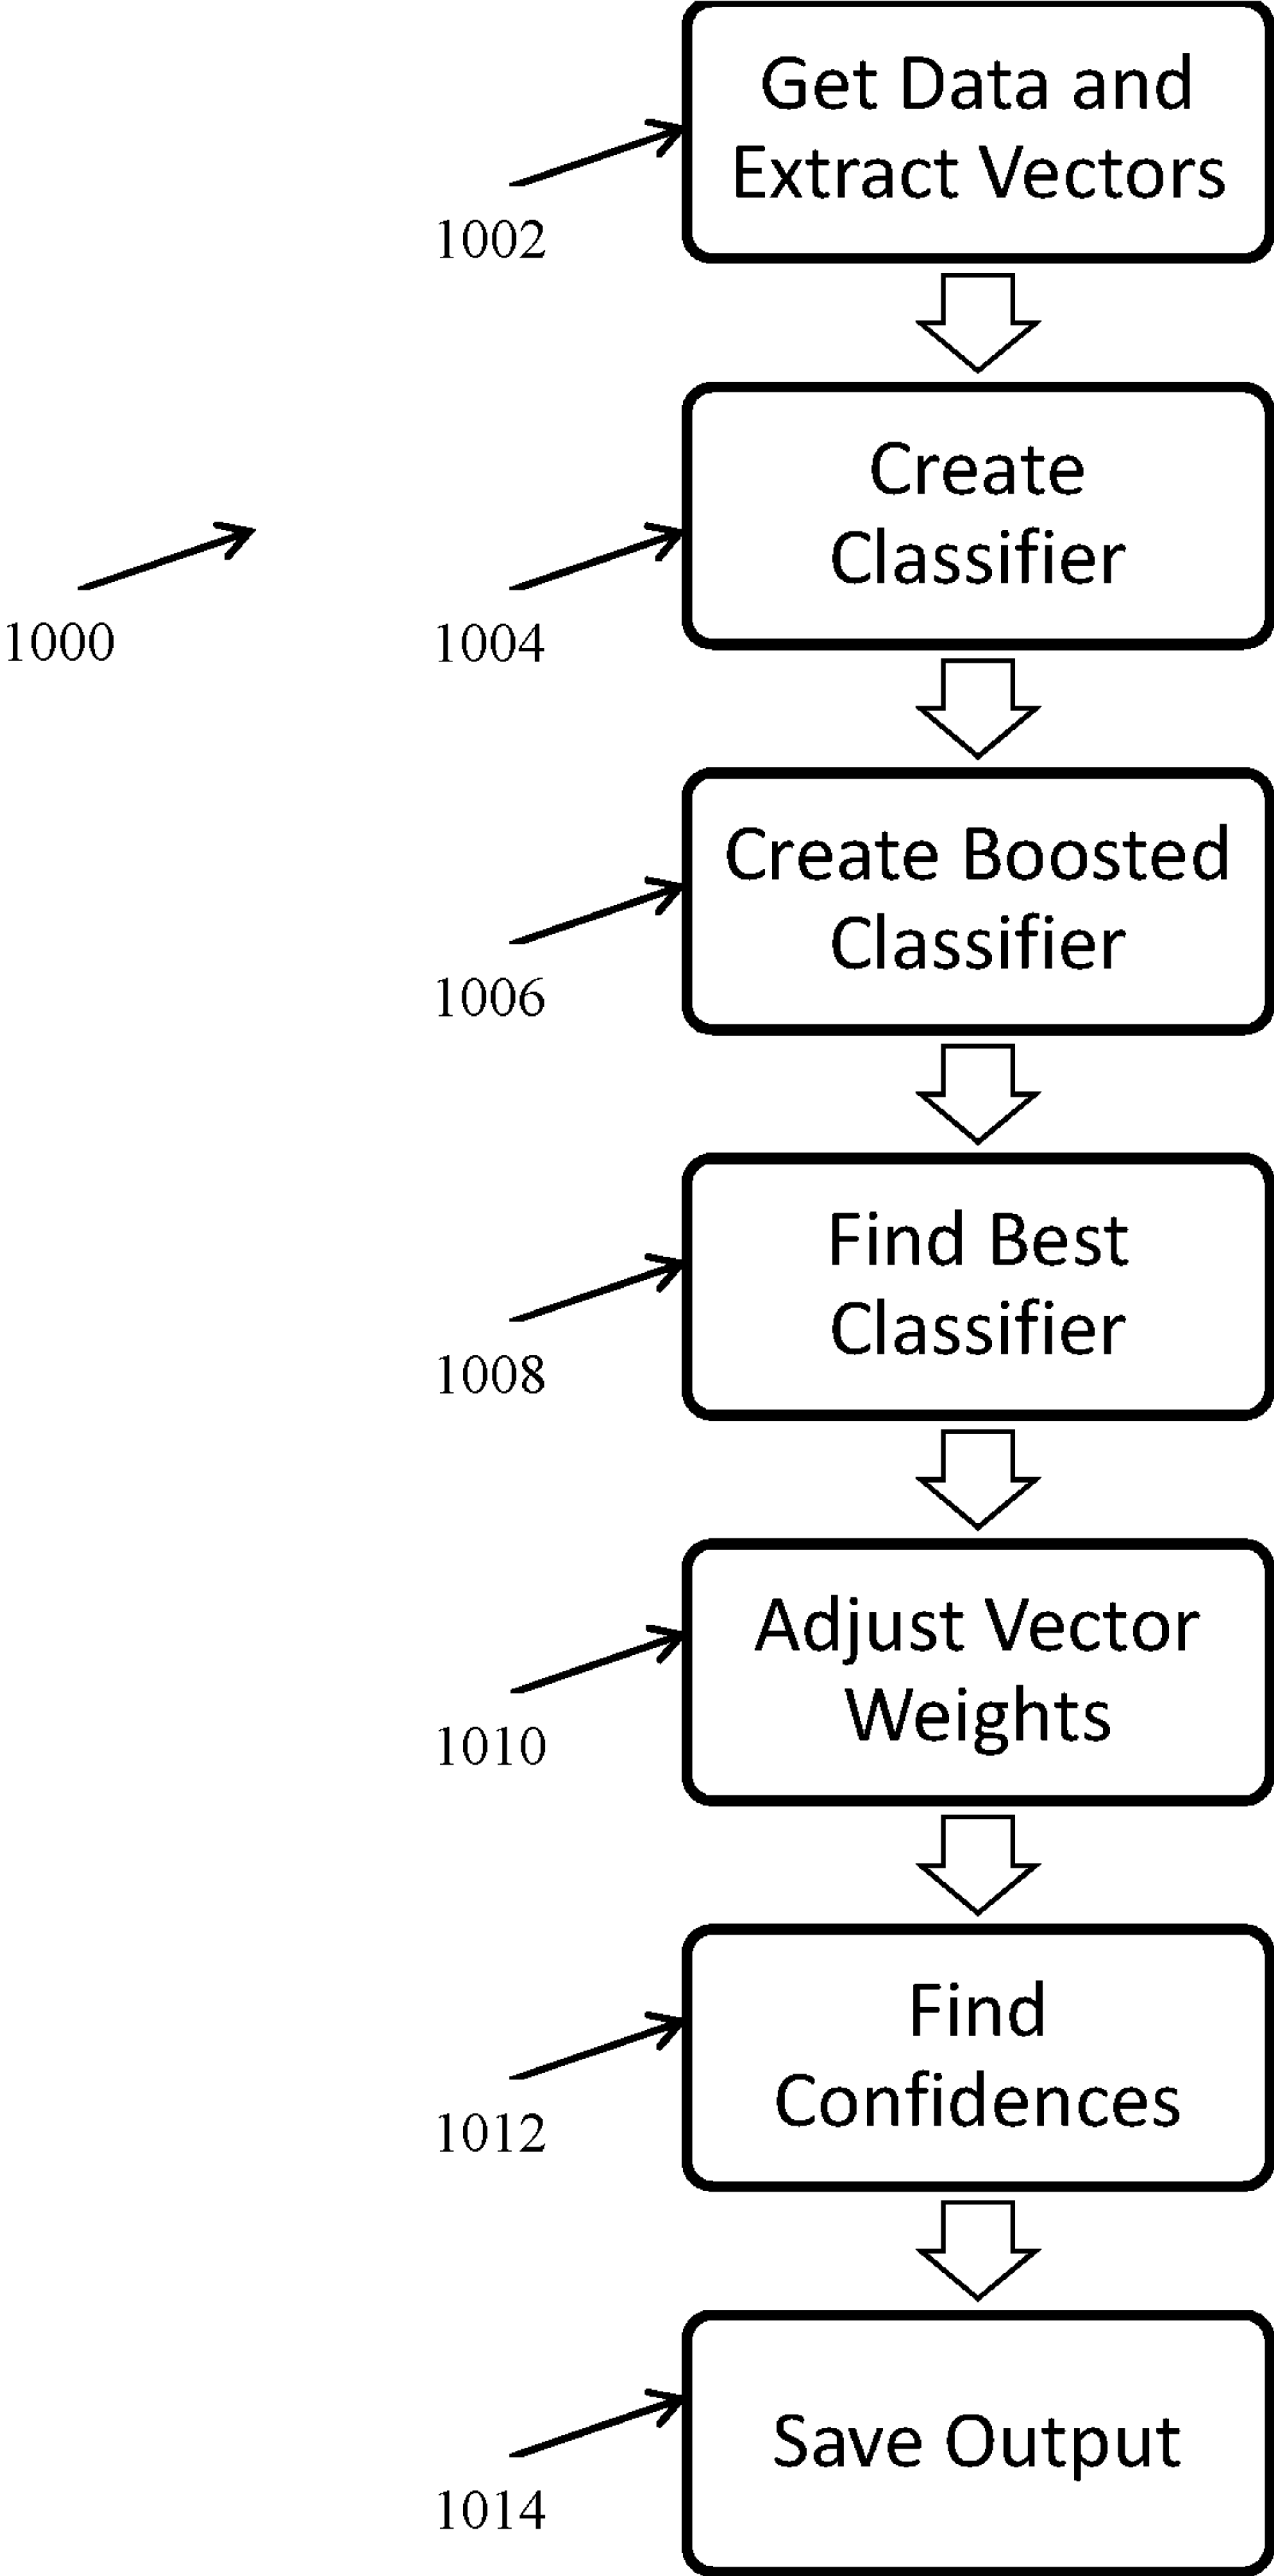 Get Data and
Extract Vectors
1002
Create
Classifier
1000
1004
Create Boosted
Classifier
1006
Find Best
Classifier
1008
Adjust Vector
Weights
1010
Find
Confidences
1012
Save Output
1014